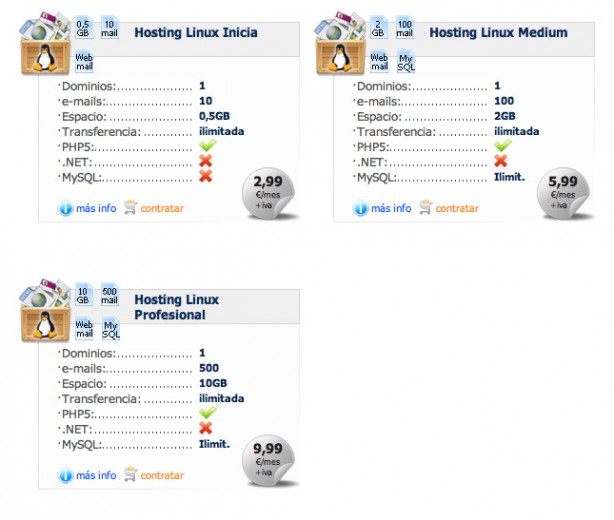 0,5 GB
10 mail
Hosting Linux Inicia
Web mail
Dominios: 1
e-mails: 10
Espacio: 0,5GB
Transferencia: ilimitada
PHP5:
.NET:
MySQL:
2,99
€/mes
+iva
más info contratar
2 GB
100 mail
Hosting Linux Medium
Web mail
My SQL
Dominios: 1
e-mails: 100
Espacio: 2GB
Transferencia: ilimitada
PHP5:
.NET:
MySQL: Ilimit.
5,99
€/mes
+iva
más info contratar
10 GB
500 mail
Hosting Linux
Profesional
Web mail
My SQL
Dominios: 1
e-mails: 500
Espacio: 10GB
Transferencia: ilimitada
PHP5:
.NET:
MySQL: Ilimit.
9,99
€/mes
+iva
más info contratar